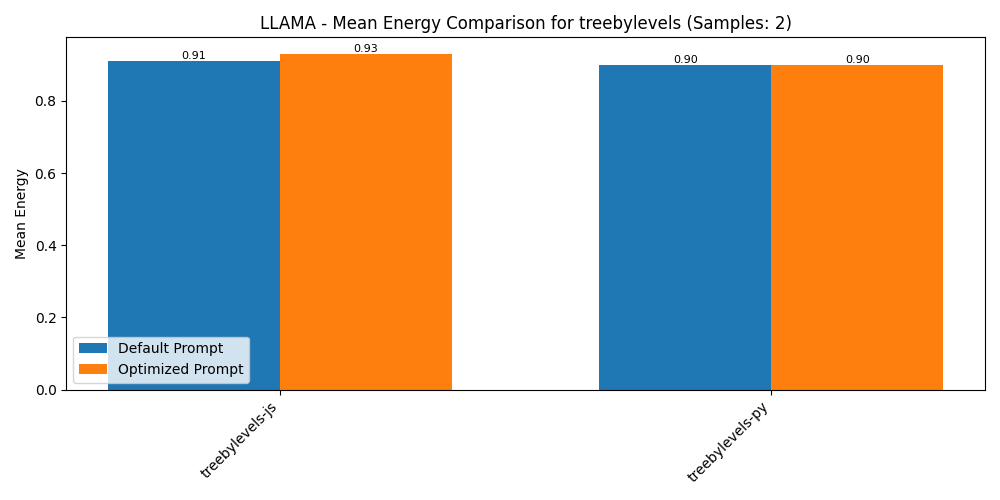 LLAMA - Mean Energy Comparison for treebylevels (Samples: 2)
0.91
0.93
0.90
0.90
Mean Energy
0.8
0.6
0.4
0.2
0.0
Default Prompt
Optimized Prompt
treebylevels-js
treebylevels-py